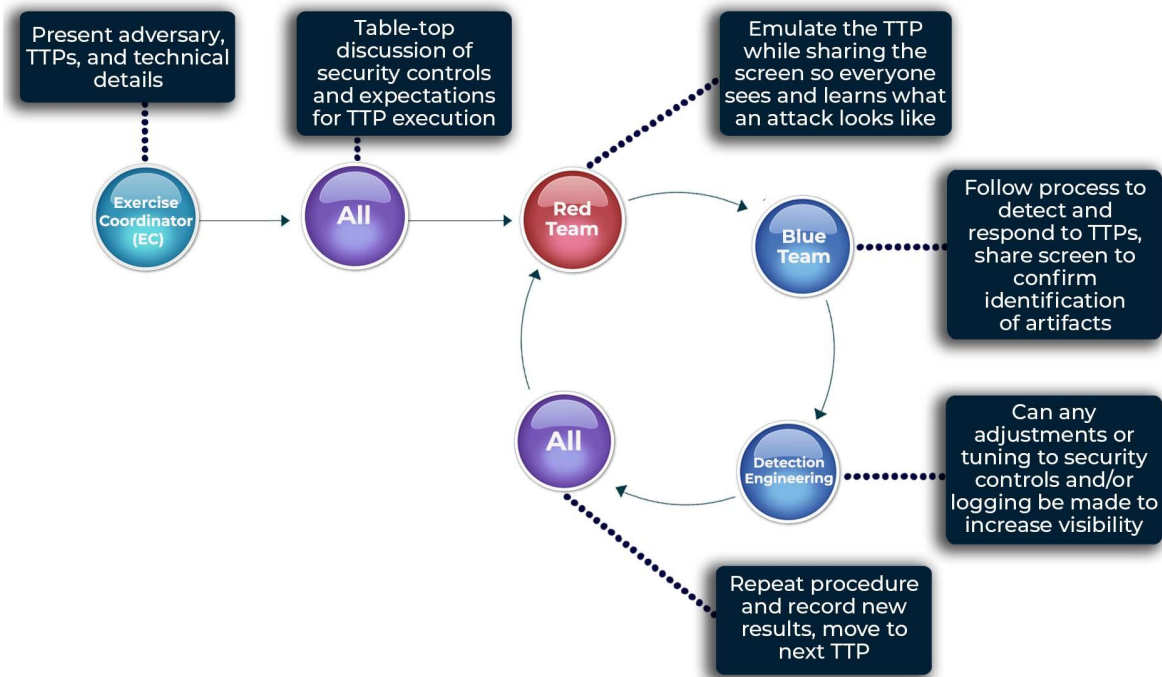 Present adversary,
TTPs, and technical
details
Table-top
discussion of
security controls
and expectations
for TTP execution
Emulate the TTP
while sharing the
screen so everyone
sees and learns what
an attack looks like
Exercise
Coordinator
(EC)
All
Red
Team
Blue
Team
Follow process to
detect and
respond to TTPs,
share screen to
confirm
identification
of artifacts
All
Detection
Engineering
Can any
adjustments or
tuning to security
controls and/or
logging be made to
increase visibility
Repeat procedure
and record new
results, move to
next TTP